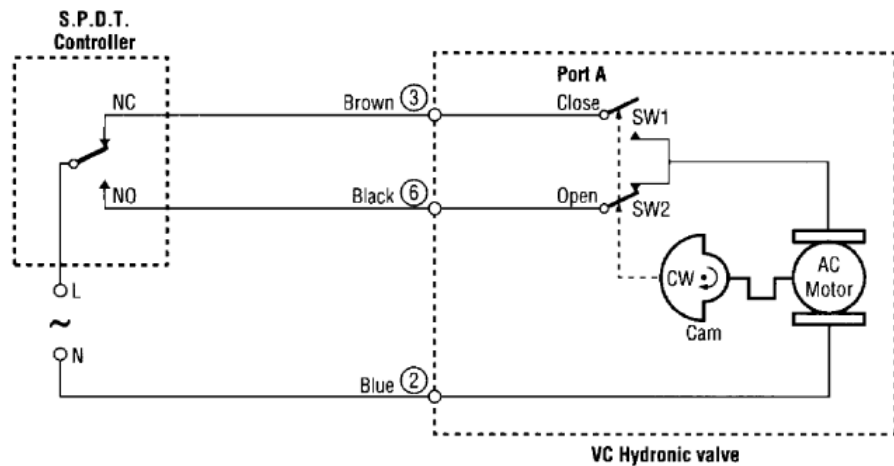 S.P.D.T.
Controller
Port A
NC
Brown ③
Close
SW1
NO
Black ⑥
Open
SW2
CW
AC
Motor
Cam
L
~
N
Blue ②
VC Hydronic valve